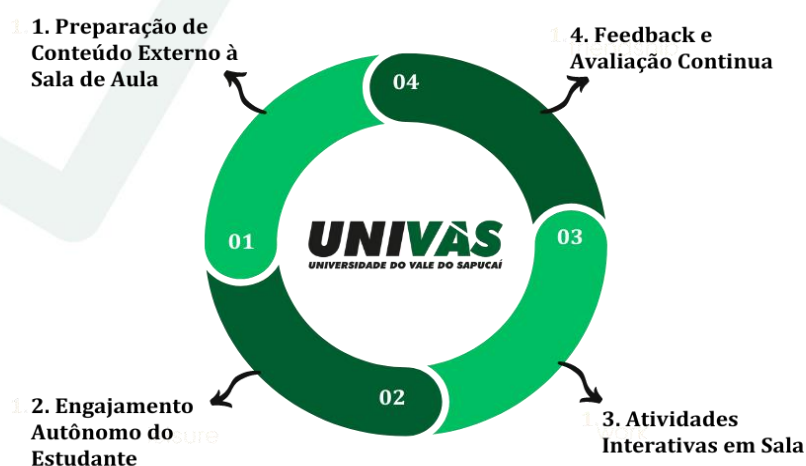 1. Preparação de
Conteúdo Externo à
Sala de Aula
4. Feedback e
Avaliação Continua
04
01
03
UNIVÀS
UNIVERSIDADE DO VALE DO SAPUCAÍ
02
2. Engajamento
Autônomo do
Estudante
3. Atividades
Interativas em Sala